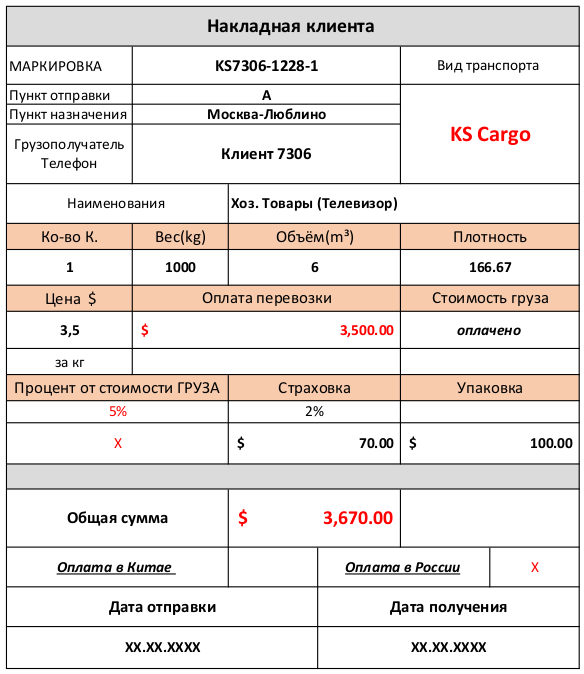 Накладная клиента
МАРКИРОВКА KS7306-1228-1 Вид транспорта
Пункт отправки А
Пункт назначения Москва-Люблино
KS Cargo
Грузополучатель
Телефон
Клиент 7306
Наименования Хоз. Товары (Телевизор)
Ко-во К. Вес(kg) Объём(m³) Плотность
1 1000 6 166.67
Цена $ Оплата перевозки Стоимость груза
3,5 $ 3,500.00 оплачено
за кг
Процент от стоимости ГРУЗА Страховка Упаковка
5% 2%
X $ 70.00 $ 100.00
Общая сумма $ 3,670.00
Оплата в Китае Оплата в России X
Дата отправки Дата получения
XX.XX.XXXX XX.XX.XXXX